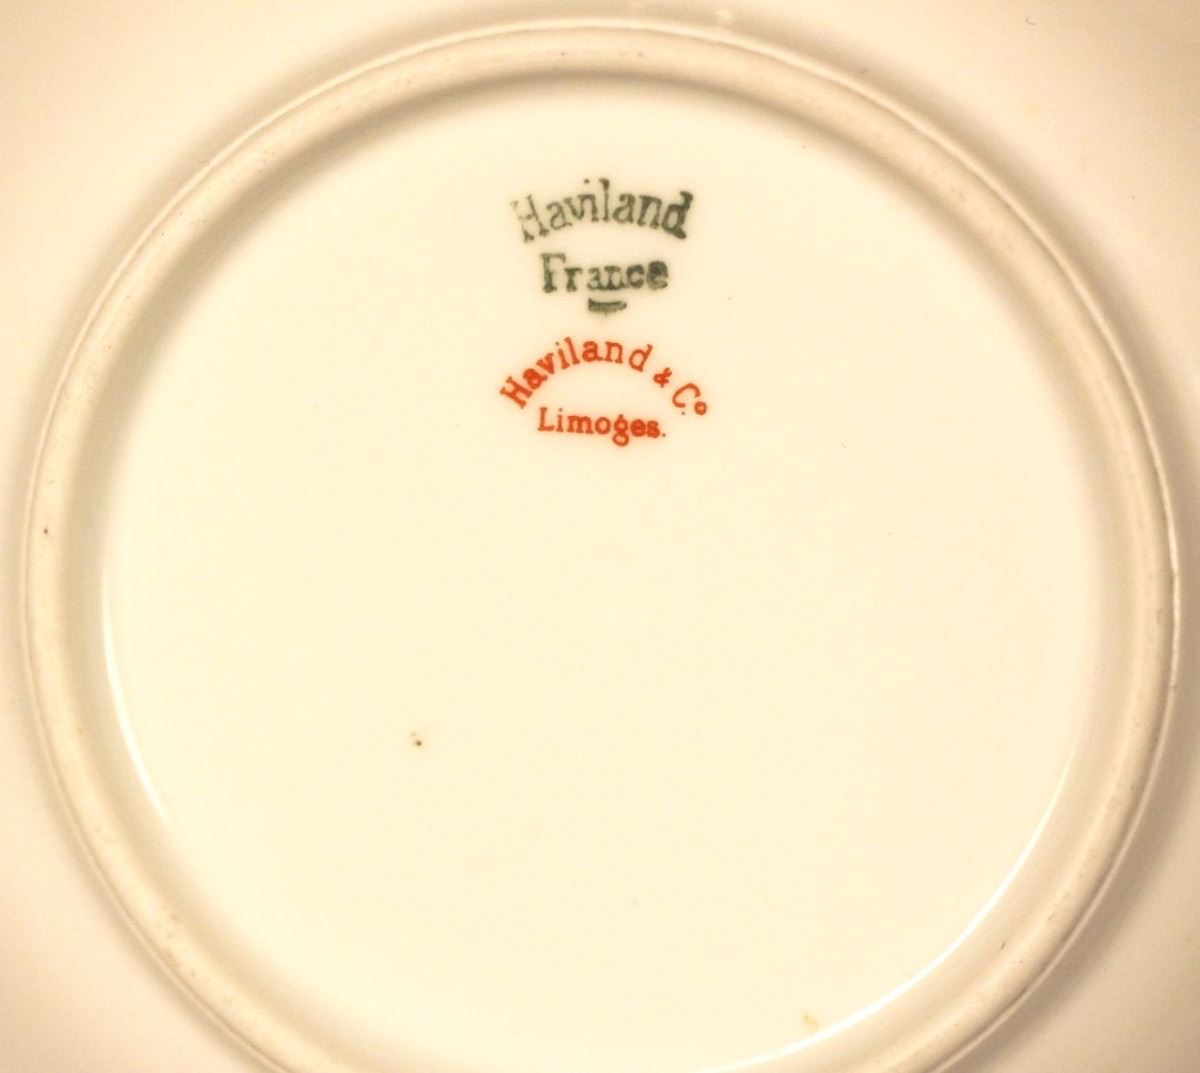 Haviland
France
Haviland & Co.
Limoges.